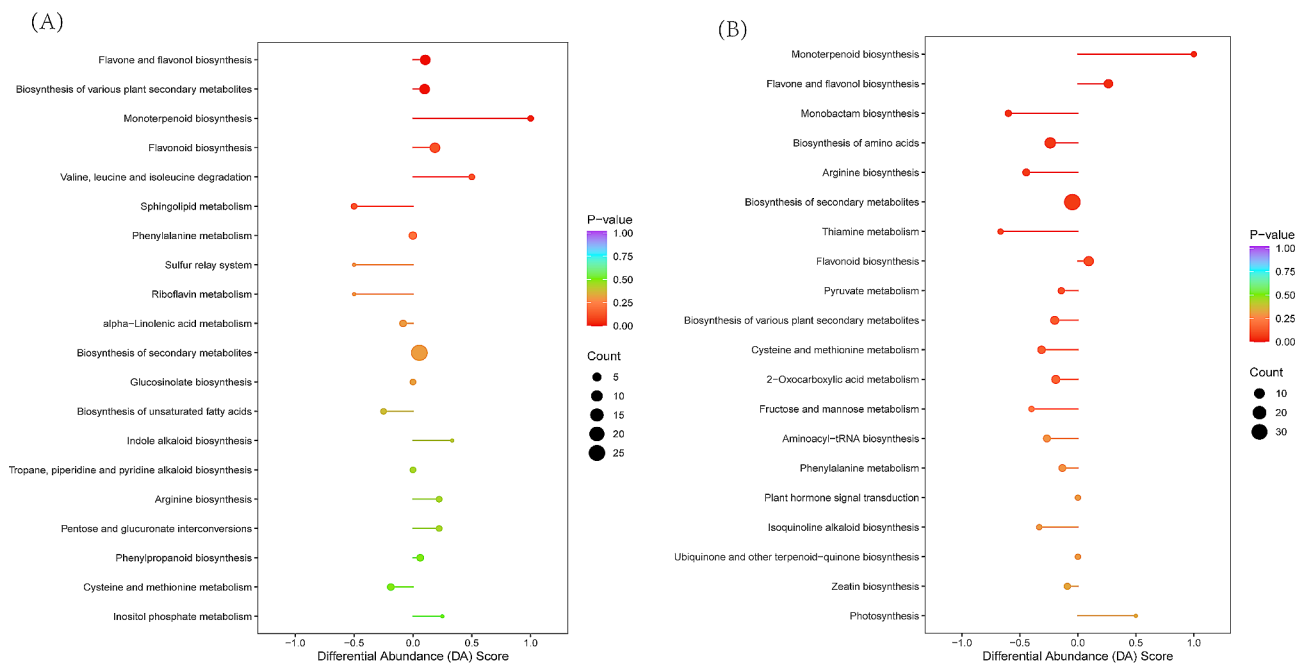 (A)
Flavone and flavonol biosynthesis
Biosynthesis of various plant secondary metabolites
Monoterpenoid biosynthesis
Flavonoid biosynthesis
Valine, leucine and isoleucine degradation
Sphingolipid metabolism
Phenylalanine metabolism
Sulfur relay system
Riboflavin metabolism
alpha−Linolenic acid metabolism
Biosynthesis of secondary metabolites
Glucosinolate biosynthesis
Biosynthesis of unsaturated fatty acids
Indole alkaloid biosynthesis
Tropane, piperidine and pyridine alkaloid biosynthesis
Arginine biosynthesis
Pentose and glucuronate interconversions
Phenylpropanoid biosynthesis
Cysteine and methionine metabolism
Inositol phosphate metabolism
−1.0 −0.5 0.0 0.5 1.0
Differential Abundance (DA) Score
P−value
1.00
0.75
0.50
0.25
0.00
Count
5
10
15
20
25
(B)
Monoterpenoid biosynthesis
Flavone and flavonol biosynthesis
Monobactam biosynthesis
Biosynthesis of amino acids
Arginine biosynthesis
Biosynthesis of secondary metabolites
Thiamine metabolism
Flavonoid biosynthesis
Pyruvate metabolism
Biosynthesis of various plant secondary metabolites
Cysteine and methionine metabolism
2−Oxocarboxylic acid metabolism
Fructose and mannose metabolism
Aminoacyl−tRNA biosynthesis
Phenylalanine metabolism
Plant hormone signal transduction
Isoquinoline alkaloid biosynthesis
Ubiquinone and other terpenoid−quinone biosynthesis
Zeatin biosynthesis
Photosynthesis
−1.0 −0.5 0.0 0.5 1.0
Differential Abundance (DA) Score
P−value
1.00
0.75
0.50
0.25
0.00
Count
10
20
30